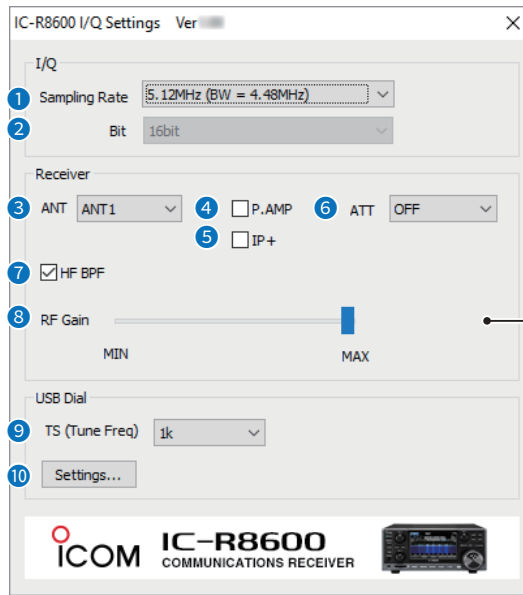 IC-R8600 I/Q Settings Ver
I/Q
1 Sampling Rate 5.12MHz (BW = 4.48MHz)
2 Bit 16bit
Receiver
3 ANT ANT1 4 P.AMP 6 ATT OFF
5 IP+
7 HF BPF
8 RF Gain
MIN MAX
USB Dial
9 TS (Tune Freq) 1k
10 Settings...
ICOM IC-R8600
COMMUNICATIONS RECEIVER